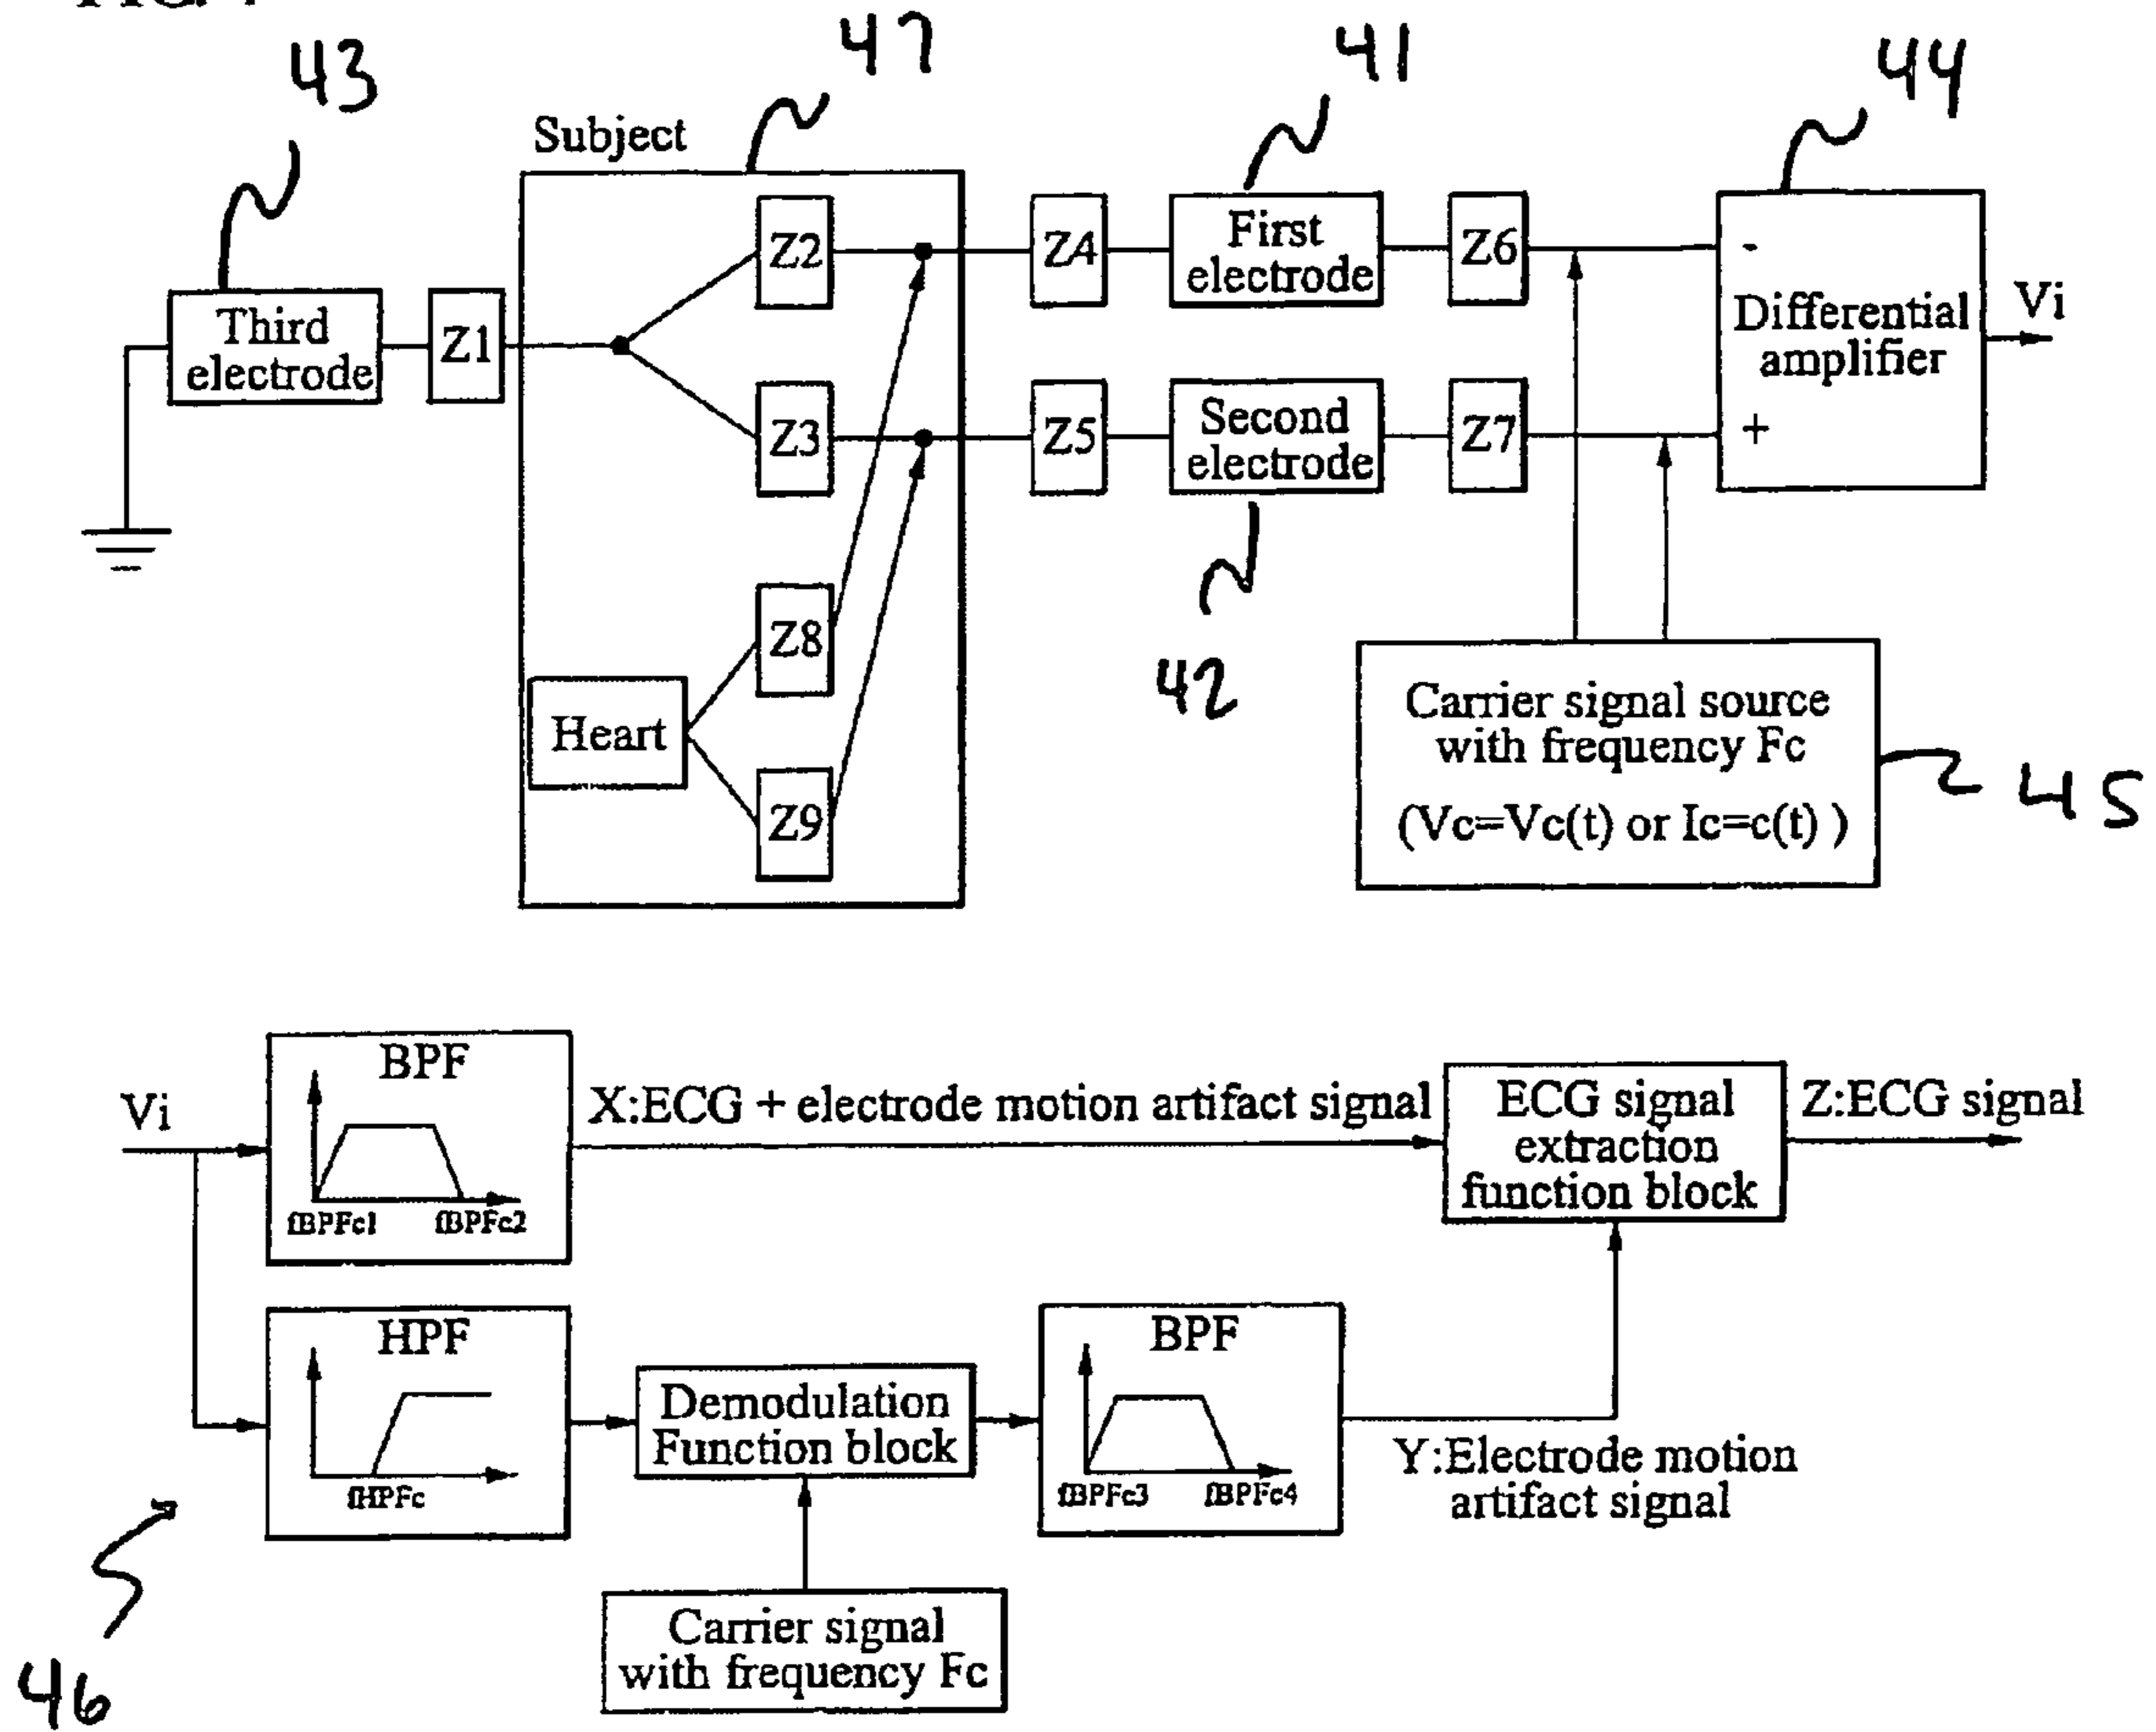 43
47
41
44
Subject
Third
electrode
Z1
Z2
Z3
Z4
First
electrode
Z6
-
Differential
amplifier
+
Vi
Z5
Second
electrode
Z7
42
Z8
Heart
Z9
Carrier signal source
with frequency Fc
(Vc=Vc(t) or Ic=c(t) )
45
Vi
BPF
fBPFc1 fBPFc2
X:ECG + electrode motion artifact signal
ECG signal
extraction
function block
Z:ECG signal
HPF
fHPFc
Demodulation
Function block
BPF
fBPFc3 fBPFc4
Y:Electrode motion
artifact signal
Carrier signal
with frequency Fc
46